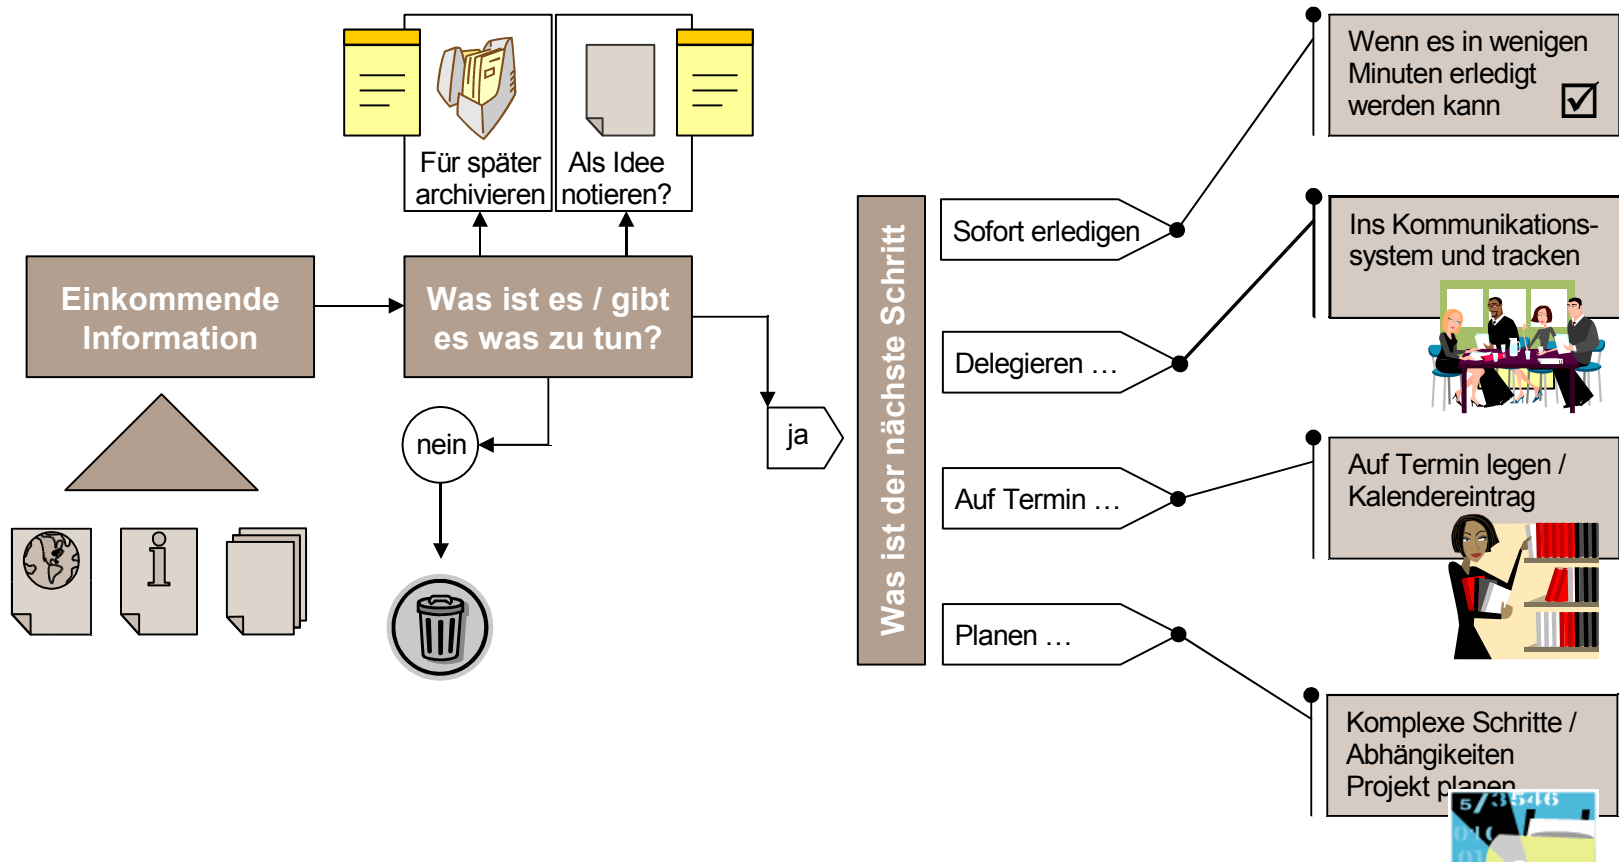 Für später
archivieren
Als Idee
notieren?
Einkommende
Information
Was ist es / gibt
es was zu tun?
nein
ja
Was ist der nächste Schritt
Sofort erledigen
Delegieren …
Auf Termin …
Planen …
Wenn es in wenigen
Minuten erledigt
werden kann
Ins Kommunikations-
system und tracken
Auf Termin legen /
Kalendereintrag
Komplexe Schritte /
Abhängigkeiten
Projekt planen
5/3546